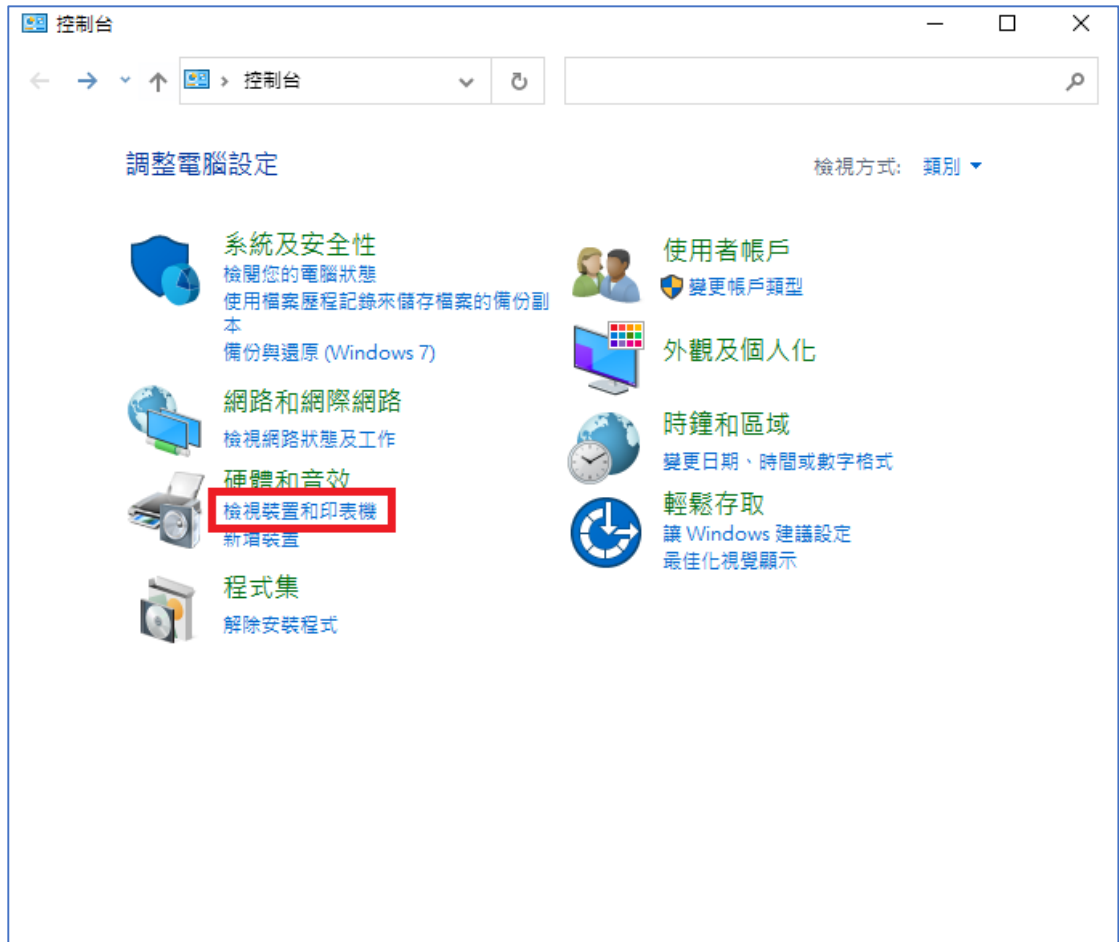 控制台
控制台
調整電腦設定
檢視方式: 類別
系統及安全性
檢閱您的電腦狀態
使用檔案歷程記錄來儲存檔案的備份副
本
備份與還原 (Windows 7)
網路和網際網路
檢視網路狀態及工作
硬體和音效
檢視裝置和印表機
新增裝置
程式集
解除安裝程式
使用者帳戶
變更帳戶類型
外觀及個人化
時鐘和區域
變更日期、時間或數字格式
輕鬆存取
讓 Windows 建議設定
最佳化視覺顯示